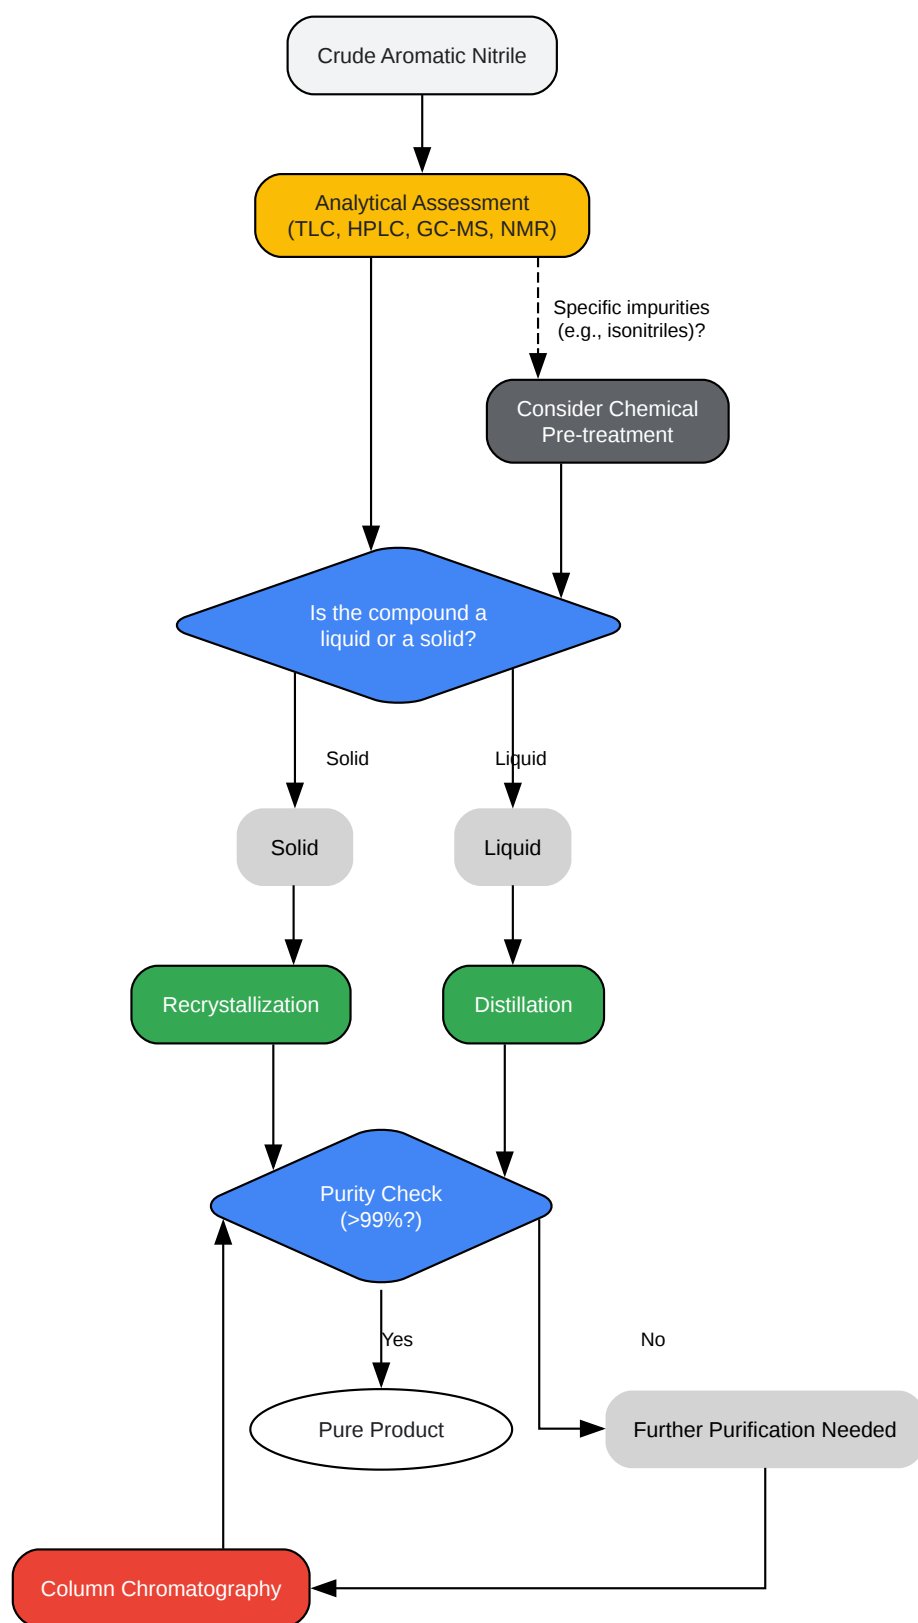 Crude Aromatic Nitrile
Analytical Assessment
(TLC, HPLC, GC-MS, NMR)
Specific impurities
(e.g., isonitriles)?
Consider Chemical
Pre-treatment
Is the compound a
liquid or a solid?
Solid
Liquid
Solid
Liquid
Recrystallization
Distillation
Purity Check
(>99%?)
Yes
No
Pure Product
Further Purification Needed
Column Chromatography